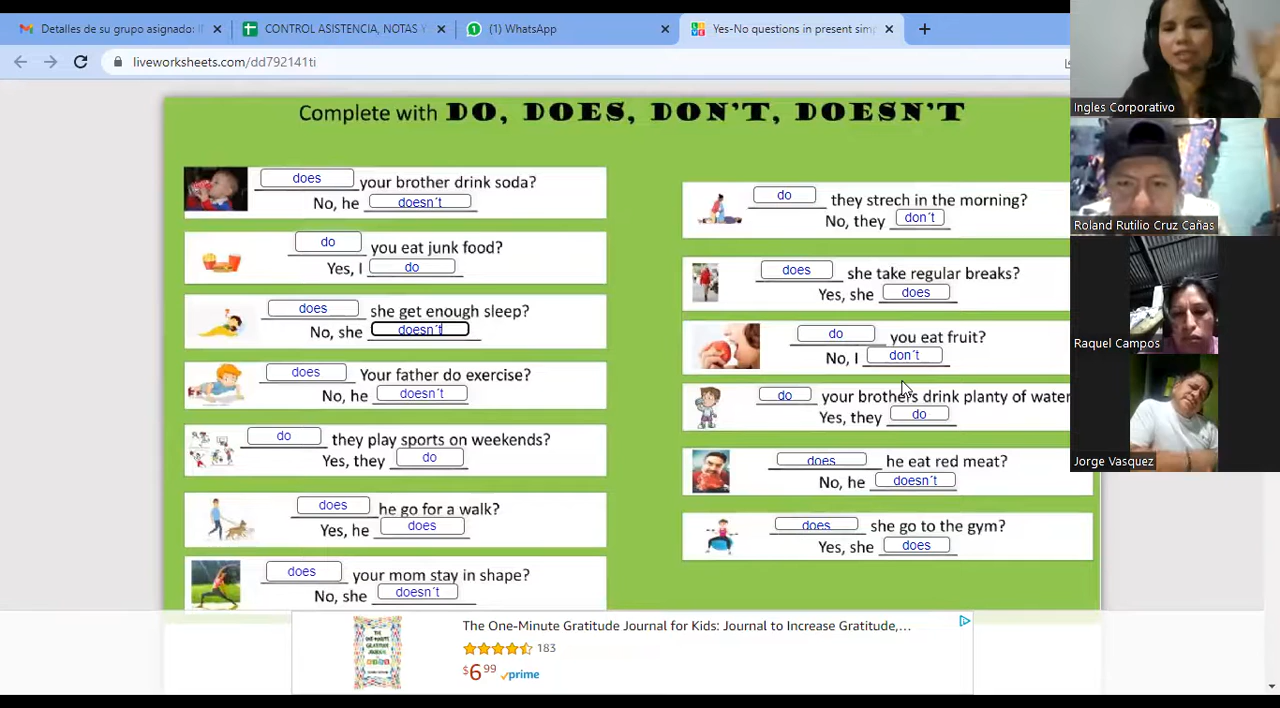 Detalles de su grupo asignado: I
CONTROL ASISTENCIA, NOTAS Y
(1) WhatsApp
Yes-No questions in present sim
liveworksheets.com/dd792141ti
Complete with DO, DOES, DON'T, DOESN'T
does your brother drink soda?
No, he doesn´t
do you eat junk food?
Yes, I do
does she get enough sleep?
No, she doesn´t
does Your father do exercise?
No, he doesn´t
do they play sports on weekends?
Yes, they do
does he go for a walk?
Yes, he does
does your mom stay in shape?
No, she doesn´t
do they strech in the morning?
No, they don´t
does she take regular breaks?
Yes, she does
do you eat fruit?
No, I don´t
do your brothers drink planty of water
Yes, they do
does he eat red meat?
No, he doesn´t
does she go to the gym?
Yes, she does
Ingles Corporativo
Roland Rutilio Cruz Cañas
Raquel Campos
Jorge Vasquez
The One-Minute Gratitude Journal for Kids: Journal to Increase Gratitude,...
183
$6 99 prime